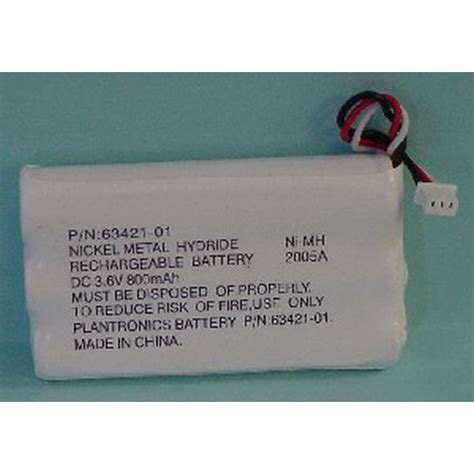 P/N:63421-01
NICKEL METAL HYDRIDE Ni-MH
RECHARGEABLE BATTERY 2005A
DC 3.6V 800mAh
MUST BE DISPOSED OF PROPERLY
TO REDUCE RISK OF FIRE,USE ONLY
PLANTRONICS BATTERY P/N:63421-01.
MADE IN CHINA.